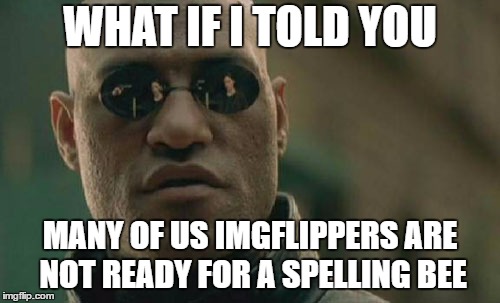 WHAT IF I TOLD YOU
MANY OF US IMGFLIPPERS ARE
NOT READY FOR A SPELLING BEE
imgflip.com